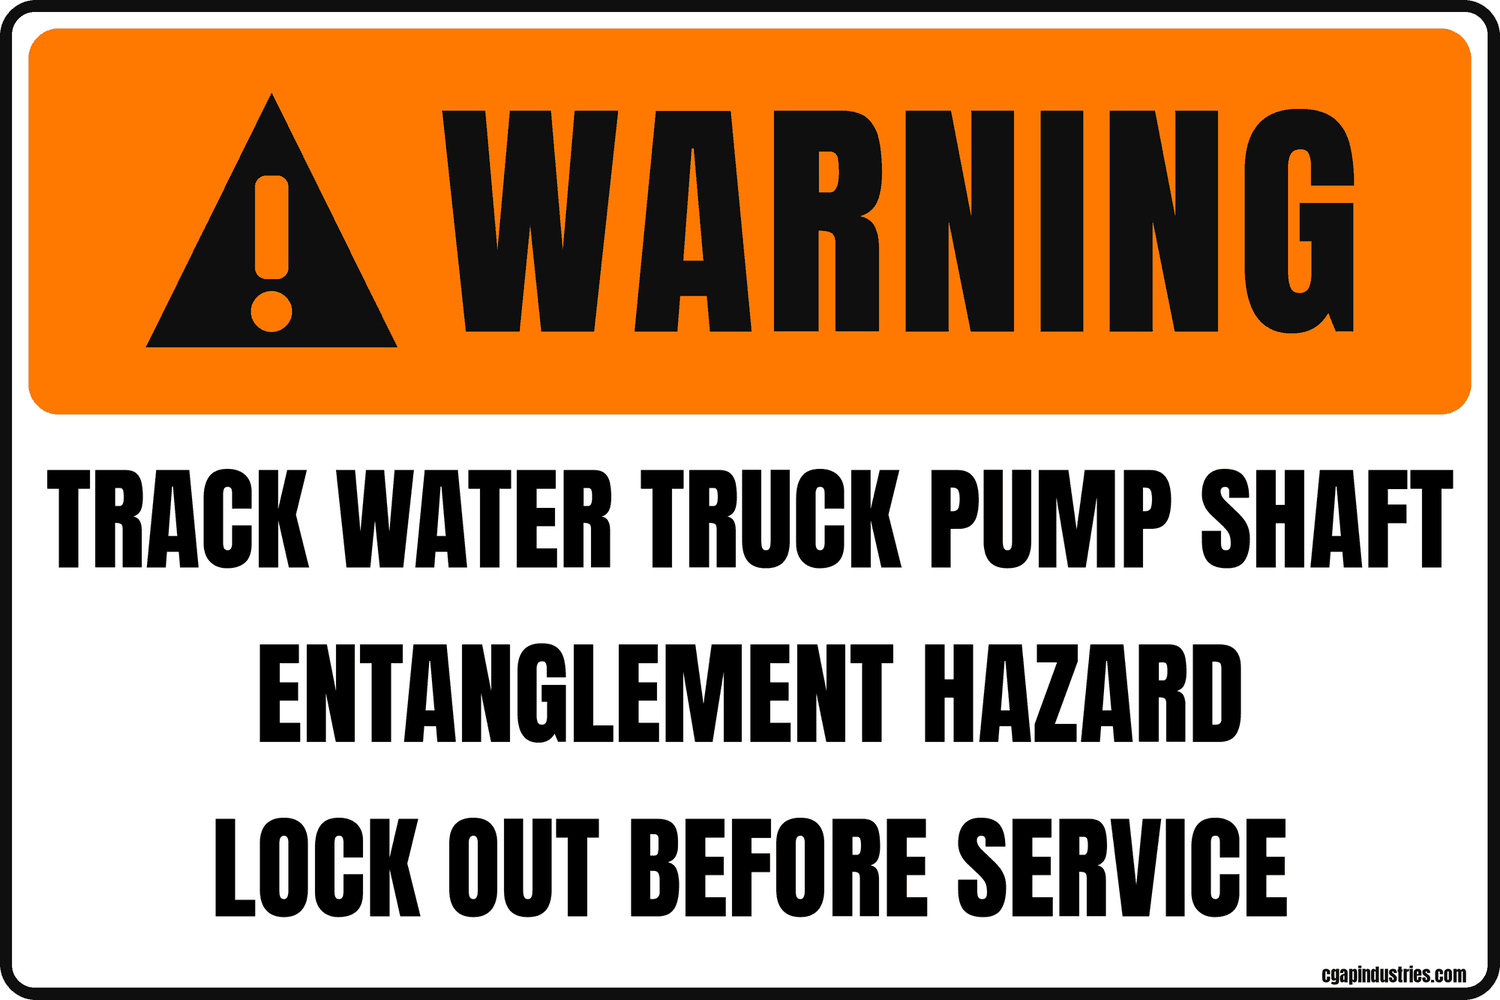 WARNING
TRACK WATER TRUCK PUMP SHAFT
ENTANGLEMENT HAZARD
LOCK OUT BEFORE SERVICE
cgapindustries.com